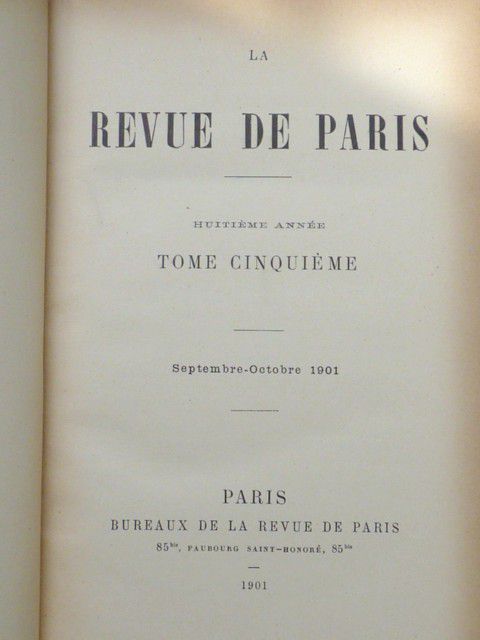 LA
REVUE DE PARIS
HUITIÈME ANNÉE
TOME CINQUIÈME
Septembre-Octobre 1901
PARIS
BUREAUX DE LA REVUE DE PARIS
85bis, FAUBOURG SAINT-HONORÉ, 85bis
1901